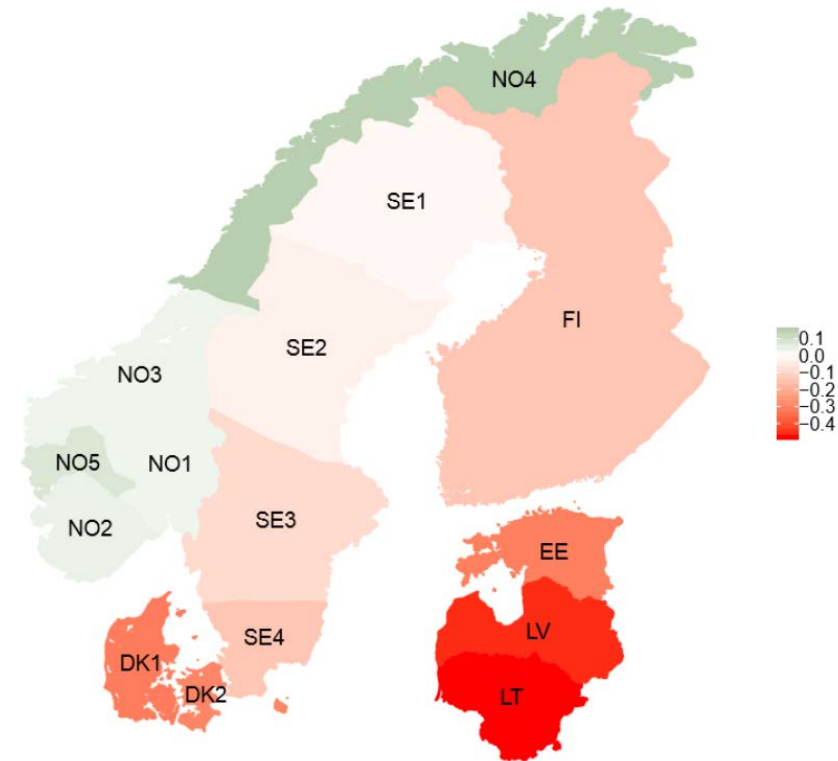 NO4
SE1
FI
SE2
NO3
NO5
NO1
NO2
SE3
EE
SE4
LV
DK1
DK2
LT
0.1
0.0
−0.1
−0.2
−0.3
−0.4